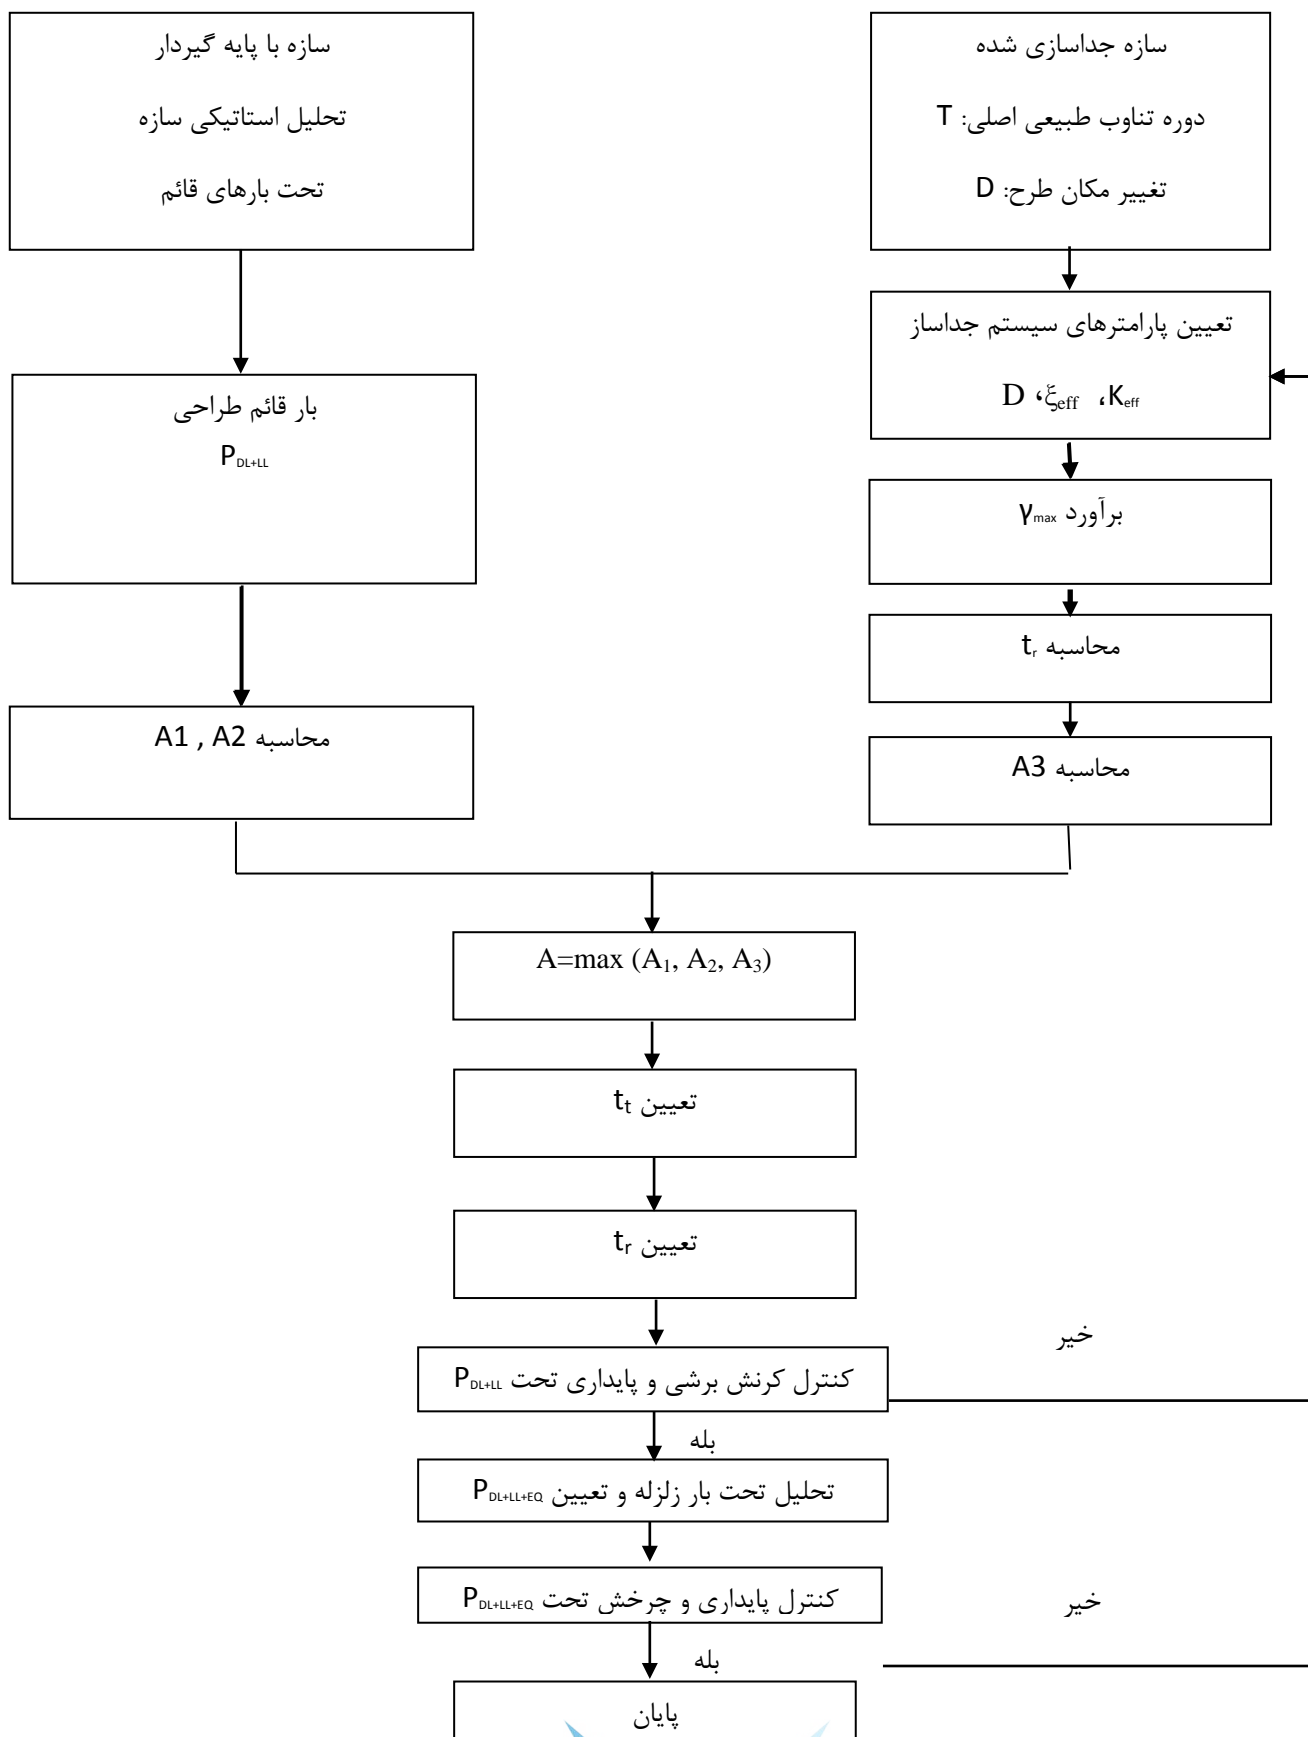 سازه جداسازی شده
دوره تناوب طبیعی اصلی: T
تغییر مکان طرح: D
تعیین پارامترهای سیستم جداساز
D ،ξeff ،Keff
برآورد γmax
محاسبه tr
محاسبه A3
سازه با پایه گیردار
تحلیل استاتیکی سازه
تحت بارهای قائم
بار قائم طراحی
PDL+LL
محاسبه A1 , A2
A=max (A1, A2, A3)
تعیین tt
تعیین tr
کنترل کرنش برشی و پایداری تحت PDL+LL
خیر
بله
تحلیل تحت بار زلزله و تعیین PDL+LL+EQ
کنترل پایداری و چرخش تحت PDL+LL+EQ
خیر
بله
پایان